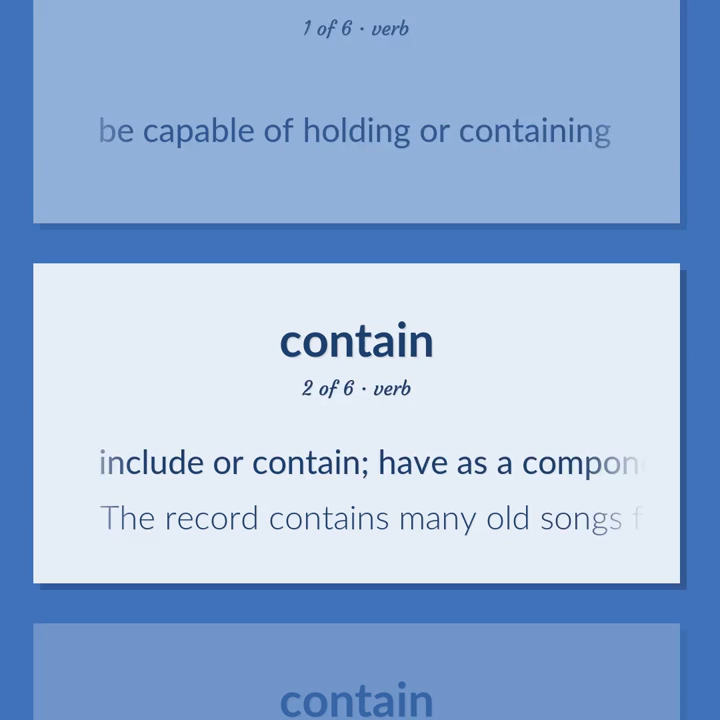 1 of 6 · verb
be capable of holding or containing
contain
2 of 6 · verb
include or contain; have as a compon
The record contains many old songs f
contain